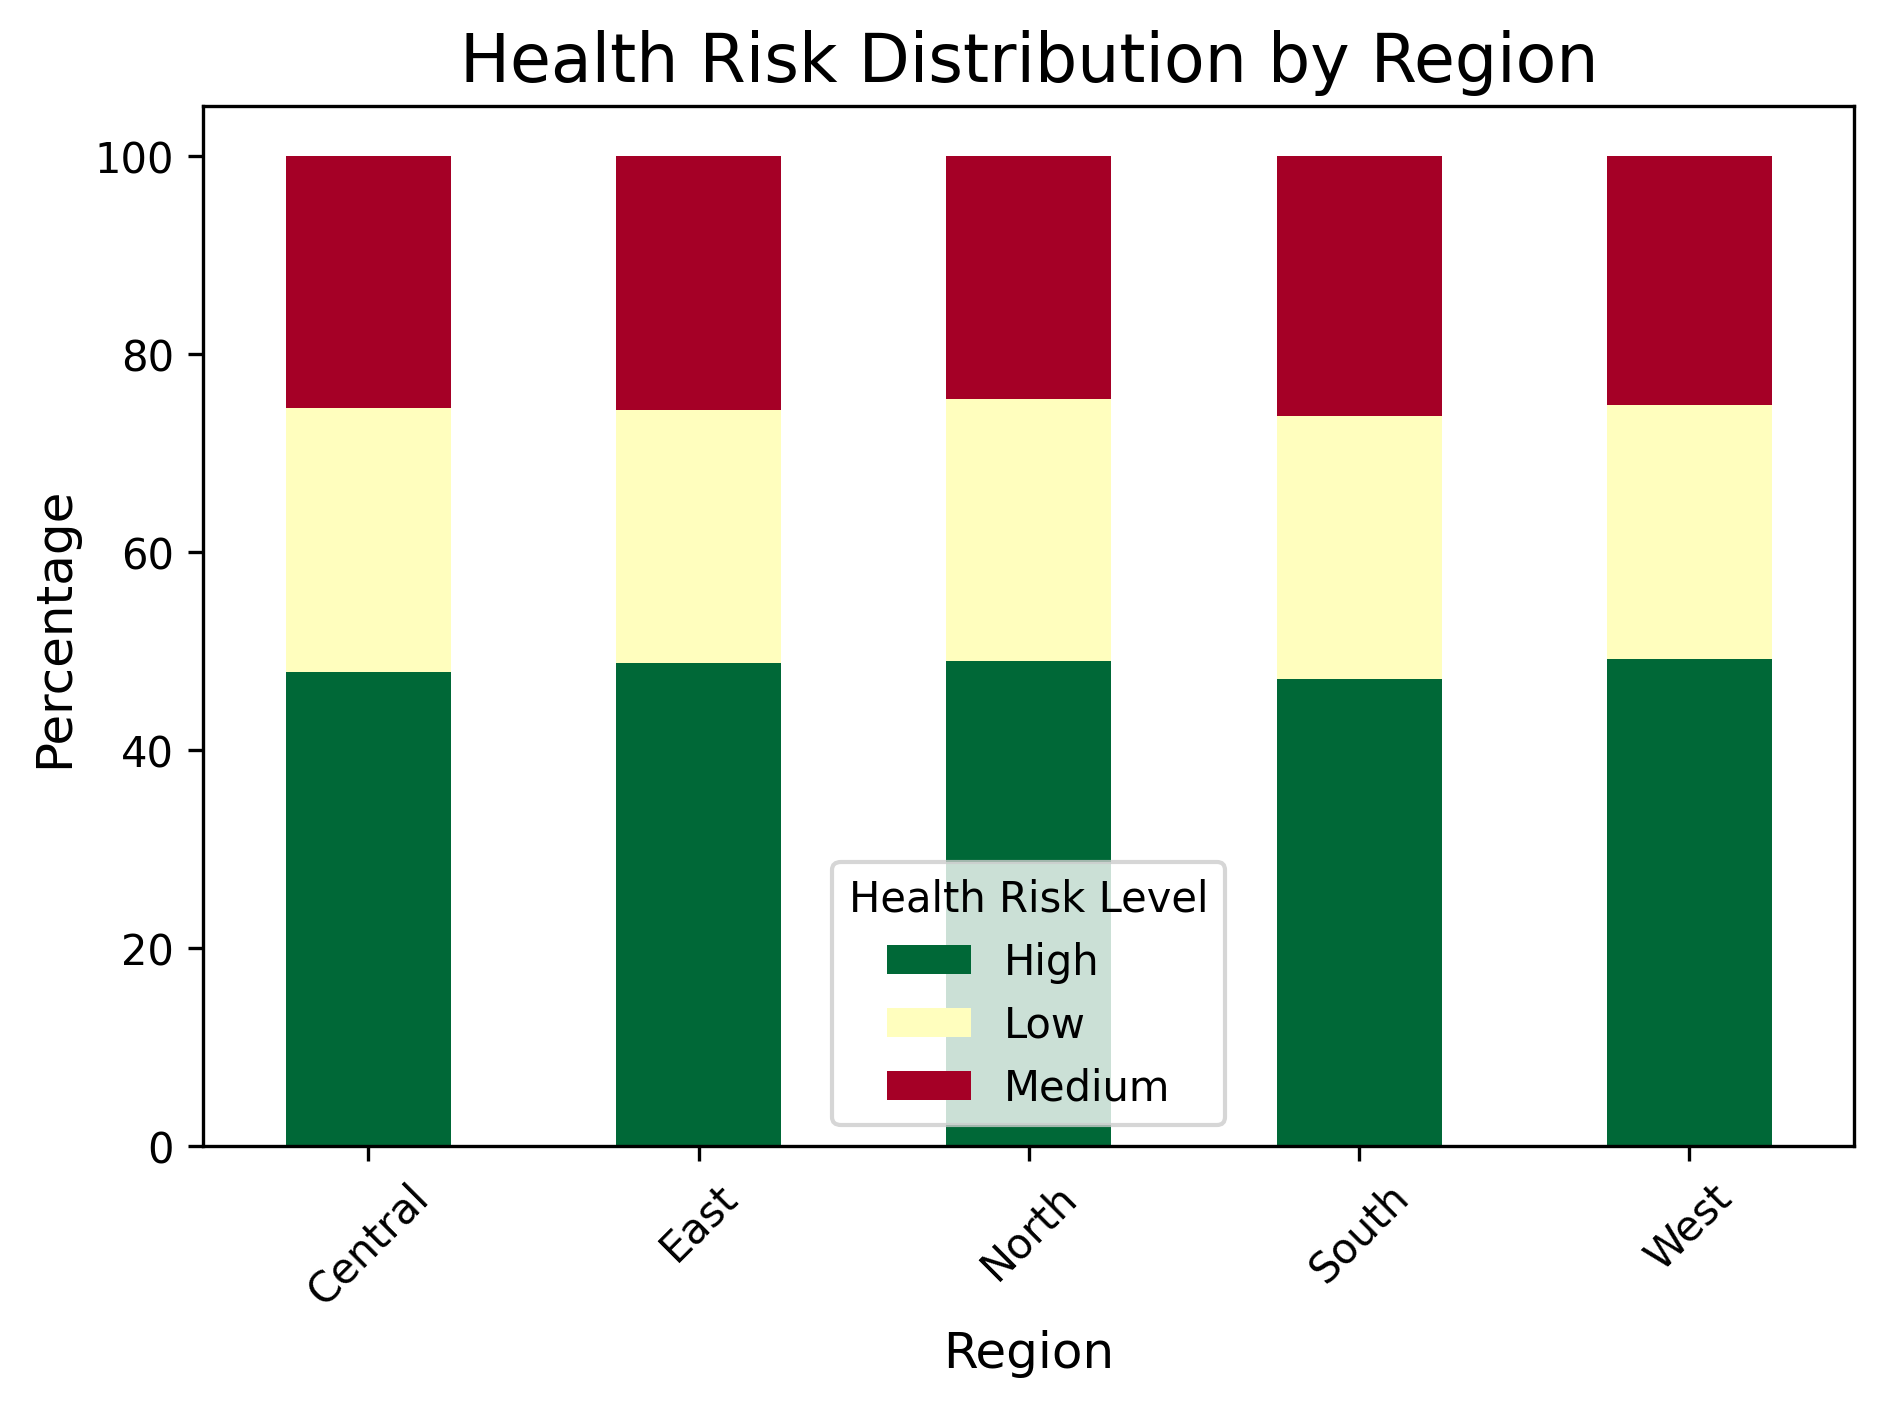 Health Risk Distribution by Region
Percentage
100
80
60
40
20
0
Health Risk Level
High
Low
Medium
Central
East
North
South
West
Region